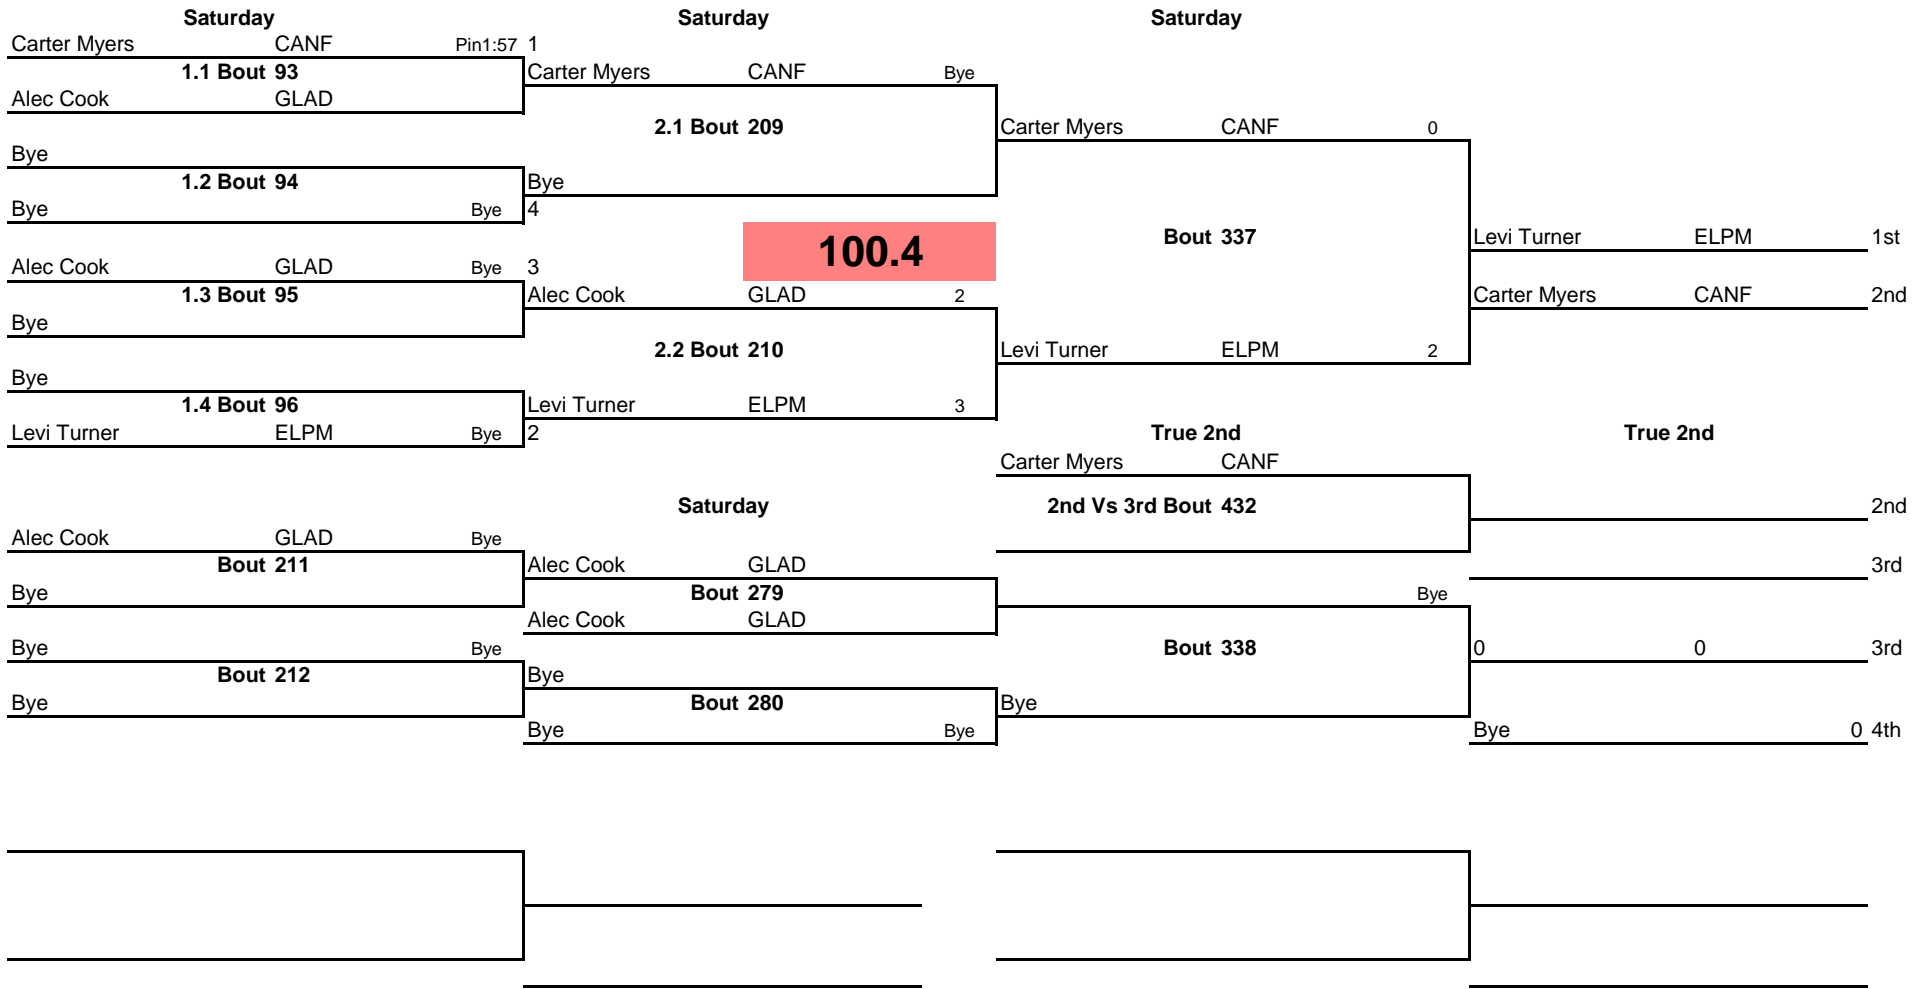 Saturday Saturday Saturday
Carter Myers CANF Pin1:57 1
1.1 Bout 93 Carter Myers CANF Bye
Alec Cook GLAD
2.1 Bout 209 Carter Myers CANF 0
Bye
1.2 Bout 94 Bye
Bye Bye 4
100.4 Bout 337 Levi Turner ELPM 1st
Alec Cook GLAD Bye 3
1.3 Bout 95 Alec Cook GLAD 2 Carter Myers CANF 2nd
Bye
2.2 Bout 210 Levi Turner ELPM 2
Bye
1.4 Bout 96 Levi Turner ELPM 3
Levi Turner ELPM Bye 2 True 2nd True 2nd
Carter Myers CANF
Saturday 2nd Vs 3rd Bout 432 2nd
Alec Cook GLAD Bye
Bout 211 Alec Cook GLAD 3rd
Bye Bout 279 Bye
Alec Cook GLAD
Bye Bye Bout 338 0 0 3rd
Bout 212 Bye
Bye Bout 280 Bye
Bye Bye Bye 0 4th